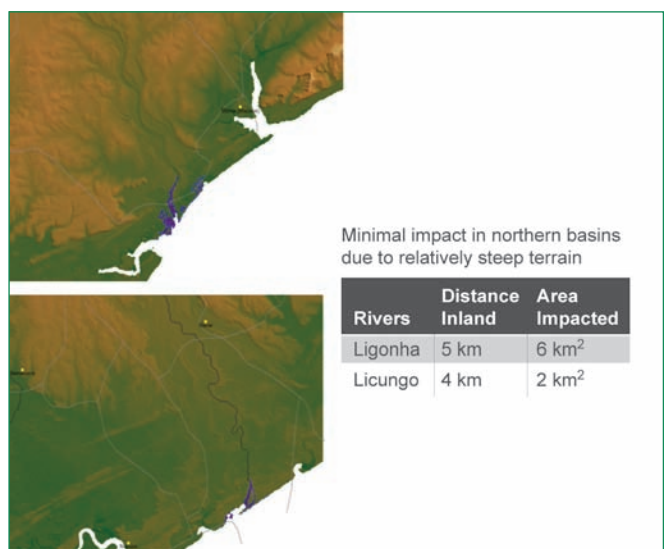 Minimal impact in northern basins
due to relatively steep terrain
Rivers Distance Inland Area Impacted
Ligonha 5 km 6 km²
Licungo 4 km 2 km²